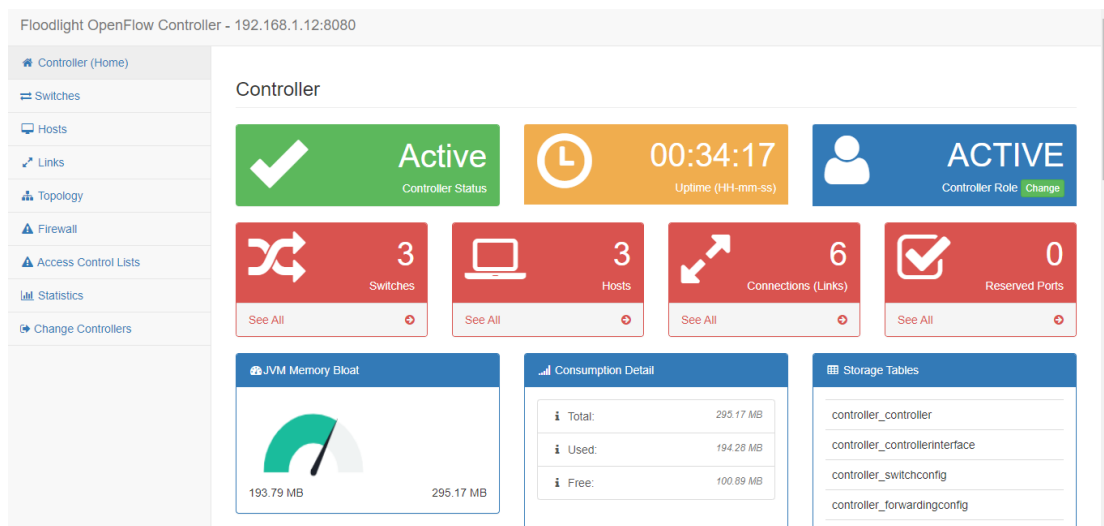 Floodlight OpenFlow Controller - 192.168.1.12:8080
Controller (Home)
Switches
Hosts
Links
Topology
Firewall
Access Control Lists
Statistics
Change Controllers
Controller
Active
Controller Status
00:34:17
Uptime (HH-mm-ss)
ACTIVE
Controller Role Change
3
Switches
See All
3
Hosts
See All
6
Connections (Links)
See All
0
Reserved Ports
See All
JVM Memory Bloat
193.79 MB 295.17 MB
Consumption Detail
Total: 295.17 MB
Used: 194.28 MB
Free: 100.89 MB
Storage Tables
controller_controller
controller_controllerinterface
controller_switchconfig
controller_forwardingconfig